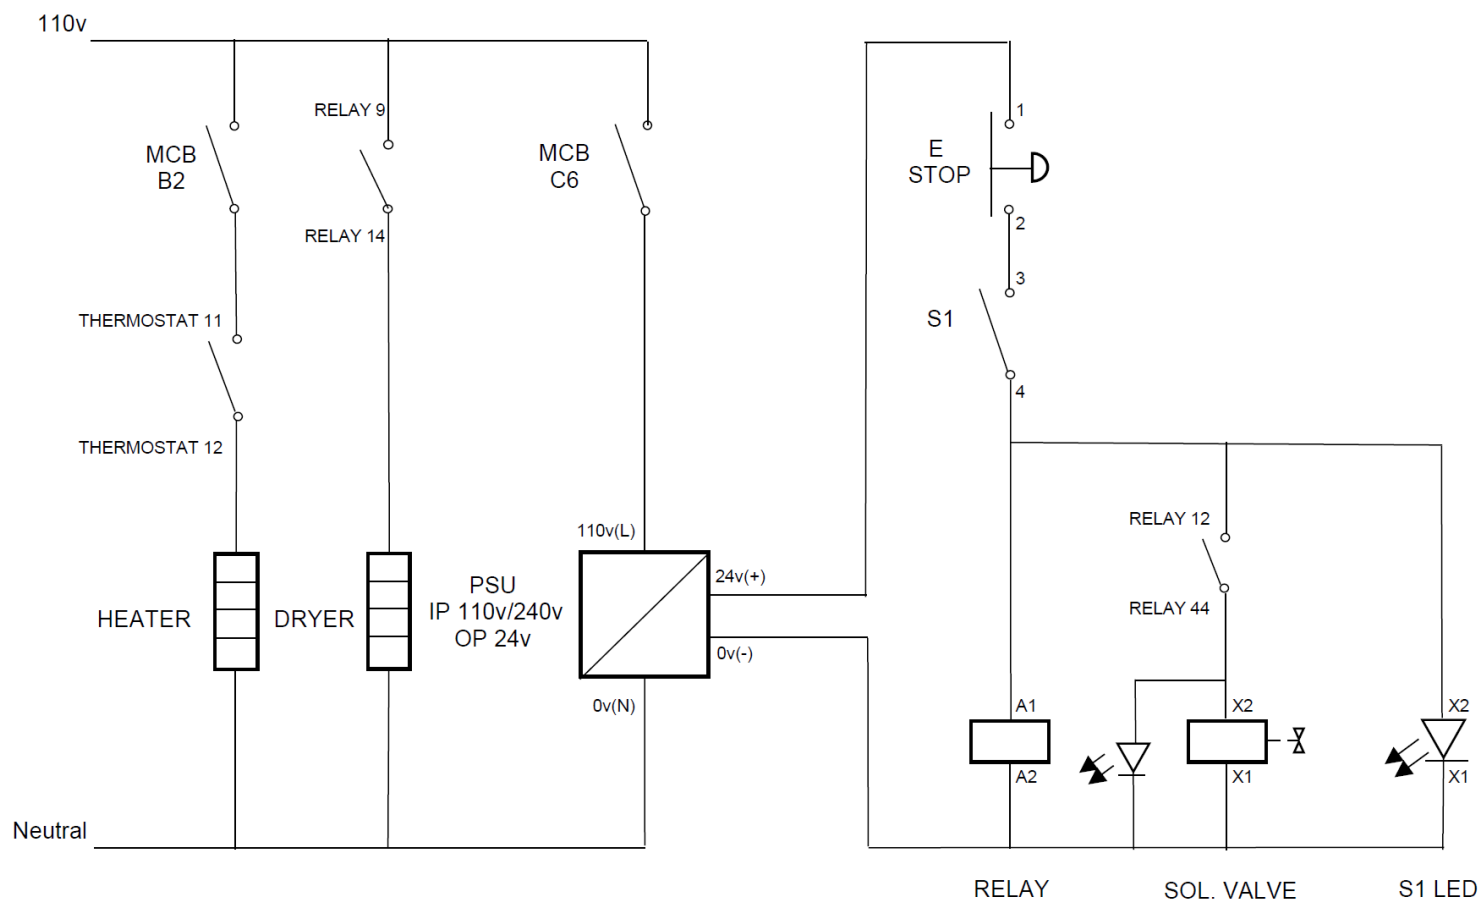 110v
RELAY 9
MCB
B2
MCB
C6
RELAY 14
THERMOSTAT 11
THERMOSTAT 12
HEATER
DRYER
110v(L)
PSU
IP 110v/240v
OP 24v
24v(+)
0v(-)
0v(N)
Neutral
1
E
STOP
2
3
S1
4
RELAY 12
RELAY 44
A1
A2
X2
X1
X2
X1
RELAY
SOL. VALVE
S1 LED